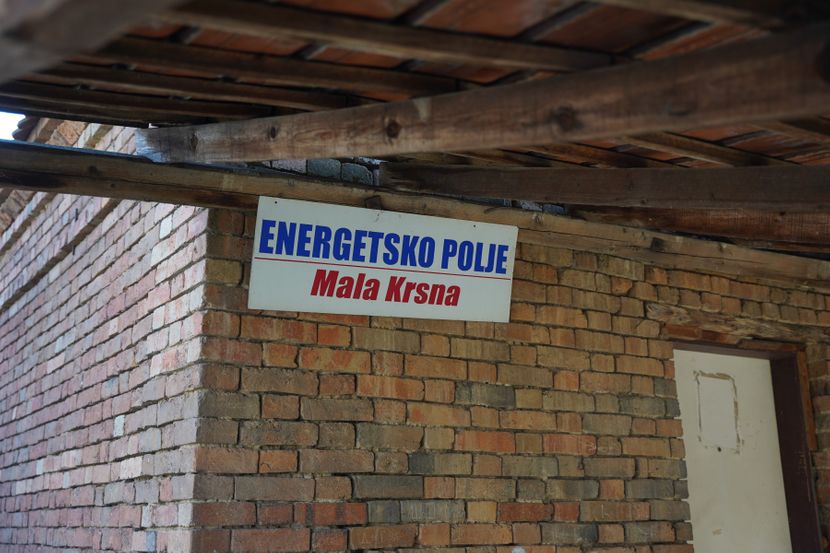 ENERGETSKO POLJE
Mala Krsna